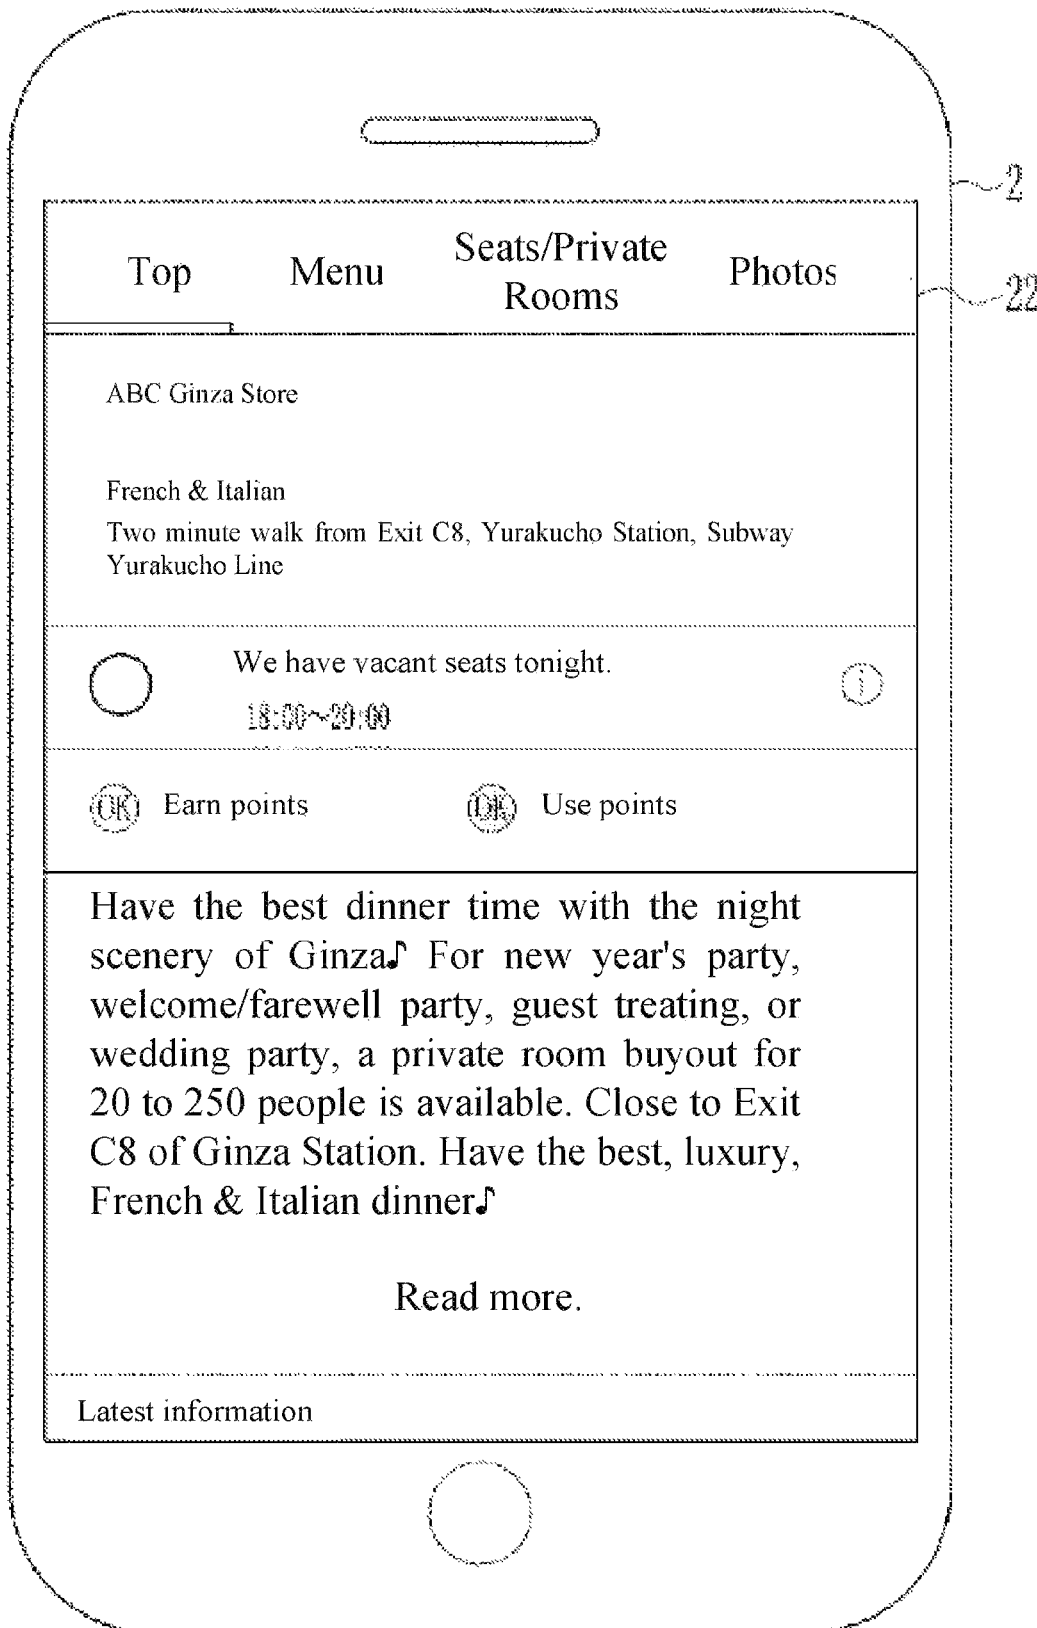 2
Top Menu Seats/Private Rooms Photos
22
ABC Ginza Store
French & Italian
Two minute walk from Exit C8, Yurakucho Station, Subway
Yurakucho Line
We have vacant seats tonight.
i
18:00~20:00
OK Earn points OK Use points
Have the best dinner time with the night
scenery of Ginza♪ For new year's party,
welcome/farewell party, guest treating, or
wedding party, a private room buyout for
20 to 250 people is available. Close to Exit
C8 of Ginza Station. Have the best, luxury,
French & Italian dinner♪
Read more.
Latest information